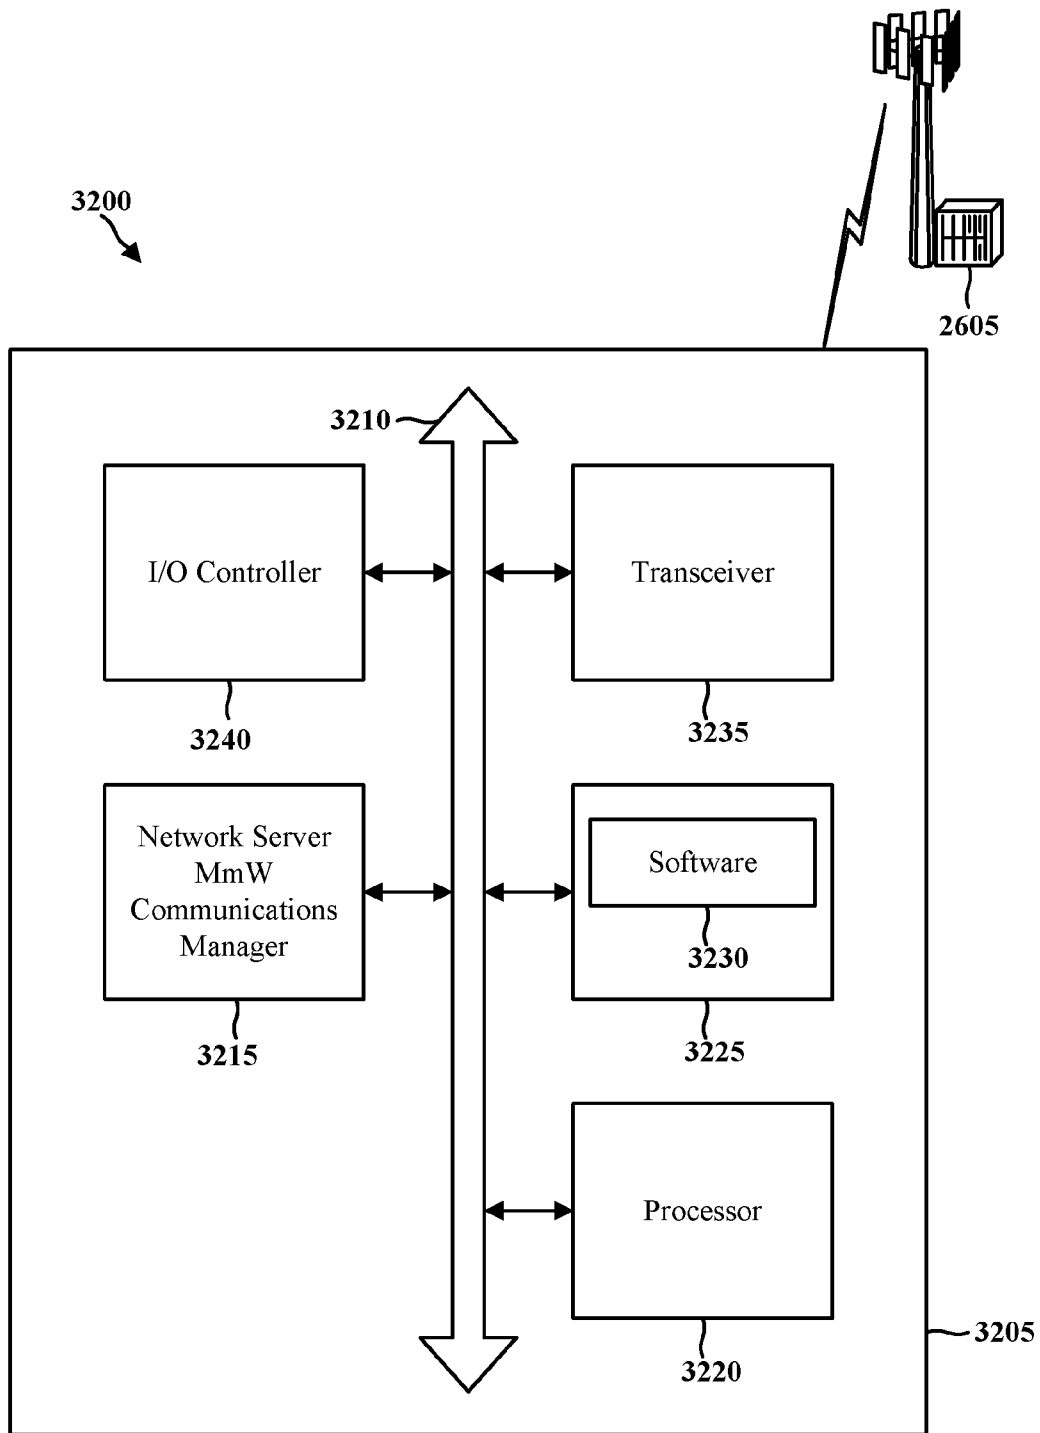 3200
2605
3210
I/O Controller
3240
Transceiver
3235
Network Server
MmW
Communications
Manager
3215
Software
3230
3225
Processor
3220
3205